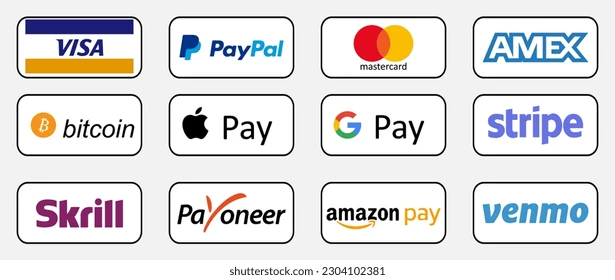 VISA
PayPal
mastercard
AMEX
bitcoin
Pay
G Pay
stripe
Skrill
Payoneer
amazon pay
venmo
shutterstock.com · 2304102381